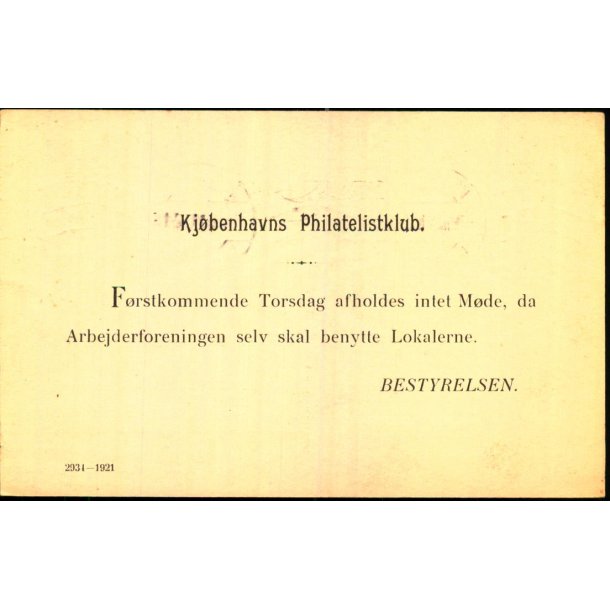 Kjøbenhavns Philatelistklub.
Førstkommende Torsdag afholdes intet Møde, da
Arbejderforeningen selv skal benytte Lokalerne.
BESTYRELSEN.
2934—1921